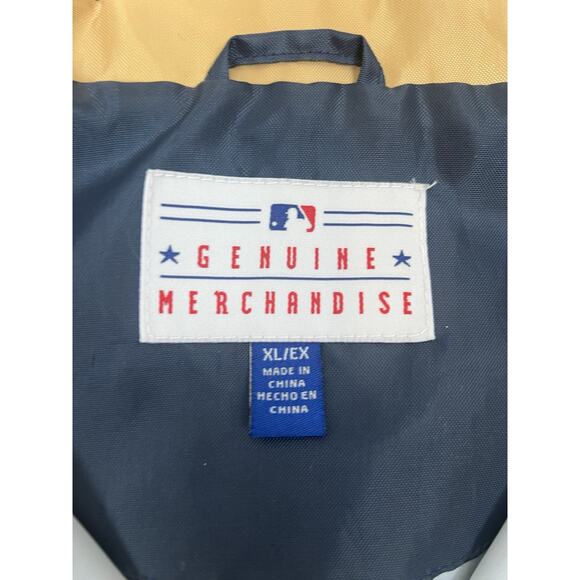 GENUINE
MERCHANDISE
XL/EX
MADE IN
CHINA
HECHO EN
CHINA